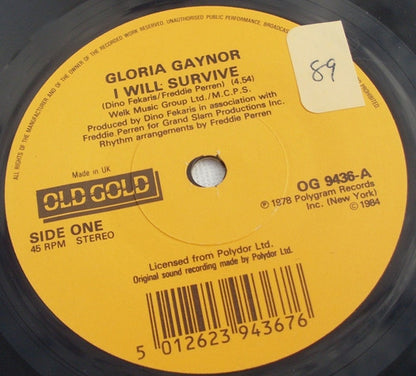 ALL RIGHTS OF THE MANUFACTURER AND OF THE OWNER OF THE RECORDED WORK RESERVED. UNAUTHORISED PUBLIC PERFORMANCE, BROADCASTING
GLORIA GAYNOR
I WILL SURVIVE
(Dino Fekaris/Freddie Perren) (4.54)
Welk Music Group Ltd./M.C.P.S.
Produced by Dino Fekaris in association with
Freddie Perren for Grand Slam Productions Inc.
Rhythm arrangements by Freddie Perren
89
Made in UK
OLD GOLD
SIDE ONE
45 RPM STEREO
OG 9436-A
℗ 1878 Polygram Records
Inc. (New York)
© 1984
Licensed from Polydor Ltd.
Original sound recording made by Polydor Ltd.
5 012623 943676